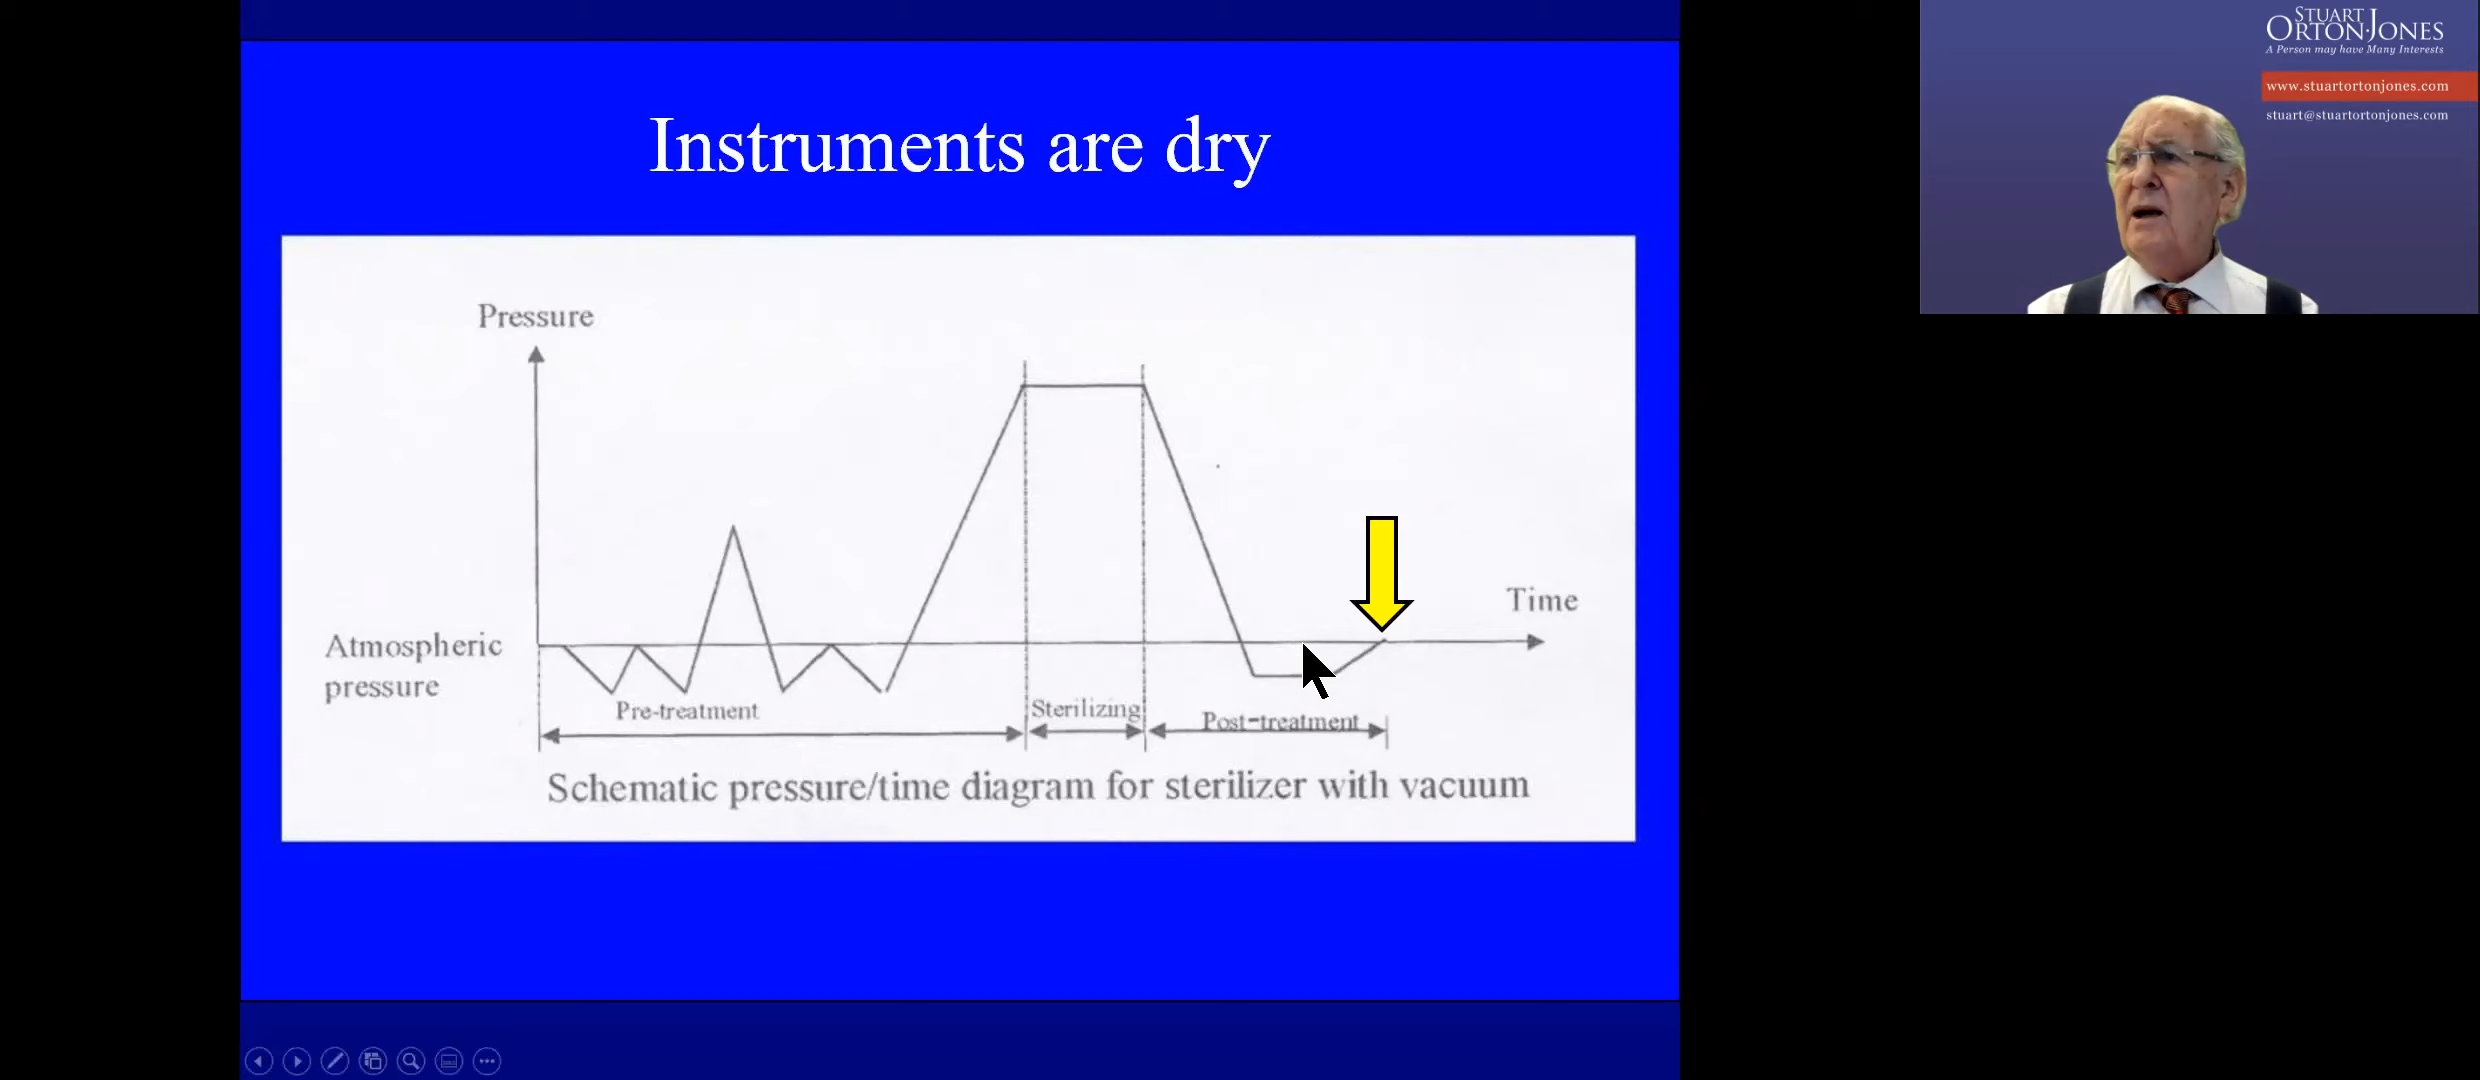 Instruments are dry
Pressure
Time
Atmospheric
pressure
Pre-treatment
Sterilizing
Post-treatment
Schematic pressure/time diagram for sterilizer with vacuum
STUART
ORTON-JONES
A Person may have Many Interests
www.stuartortonjones.com
stuart@stuartortonjones.com